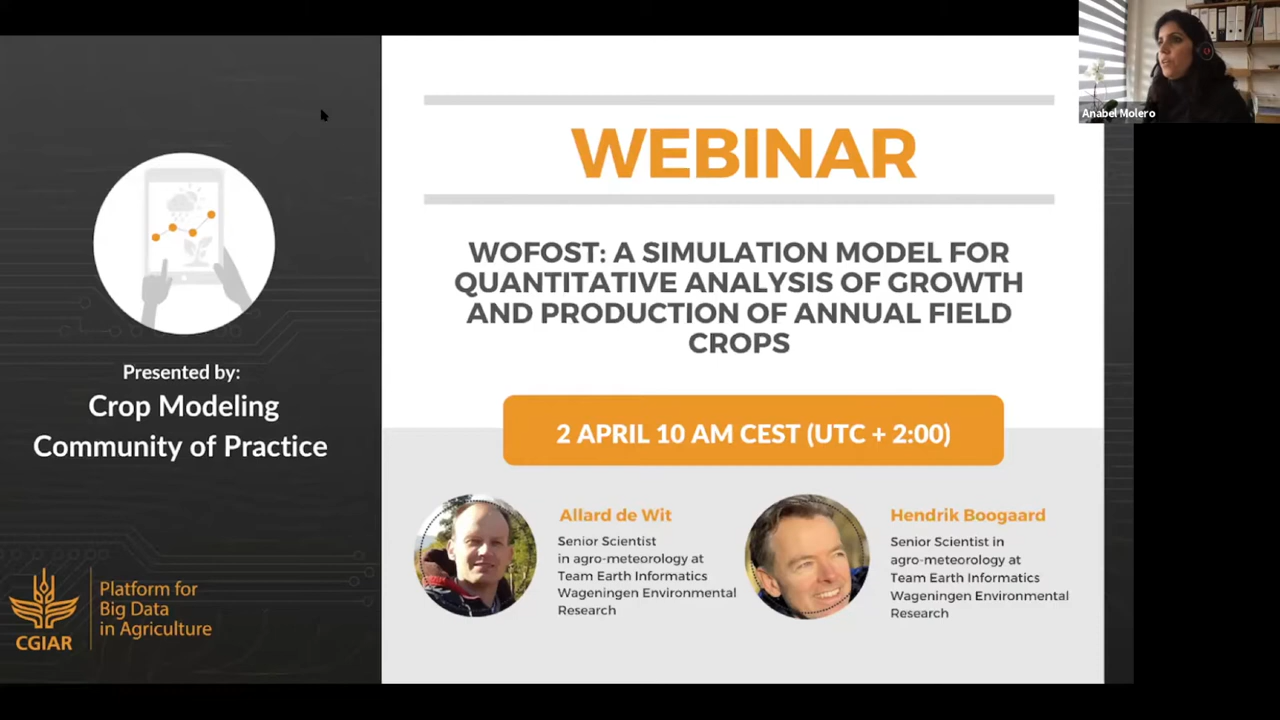 Presented by:
Crop Modeling
Community of Practice
CGIAR
Platform for
Big Data
in Agriculture
WEBINAR
WOFOST: A SIMULATION MODEL FOR
QUANTITATIVE ANALYSIS OF GROWTH
AND PRODUCTION OF ANNUAL FIELD
CROPS
2 APRIL 10 AM CEST (UTC + 2:00)
Allard de Wit
Senior Scientist
in agro-meteorology at
Team Earth Informatics
Wageningen Environmental
Research
Hendrik Boogaard
Senior Scientist in
agro-meteorology at
Team Earth Informatics
Wageningen Environmental
Research
Anabel Molero